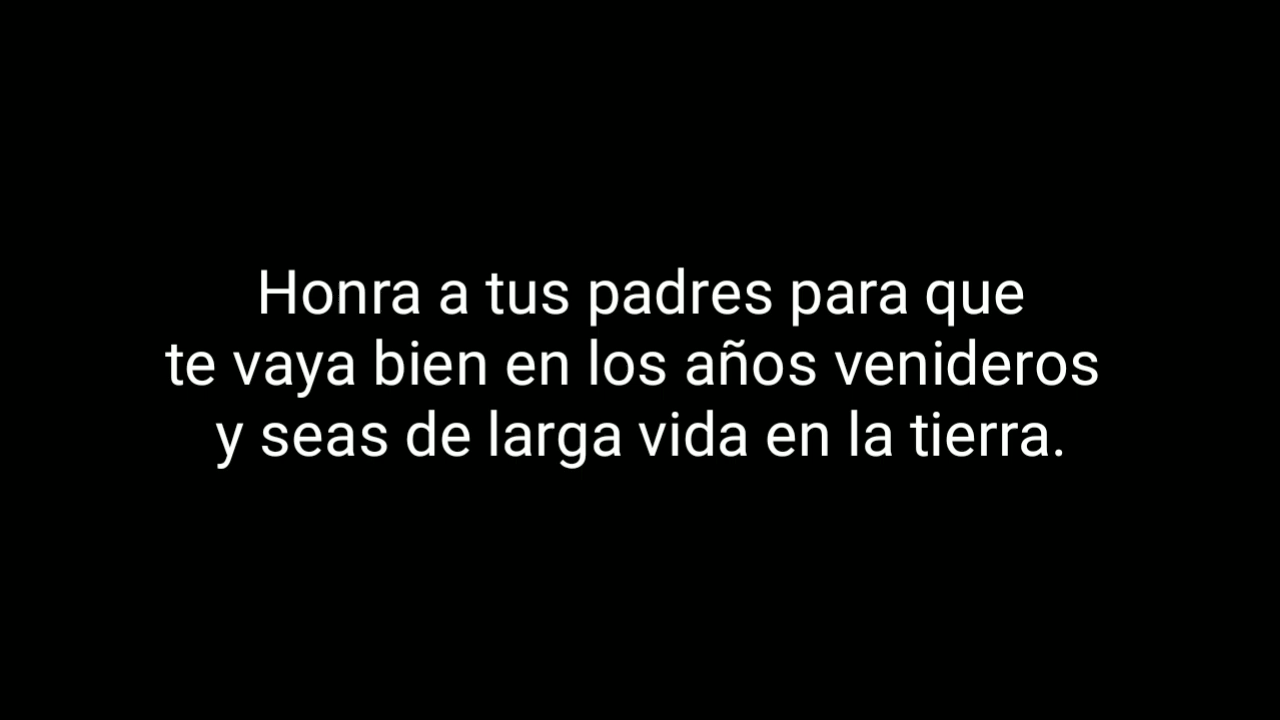 Honra a tus padres para que
te vaya bien en los años venideros
y seas de larga vida en la tierra.